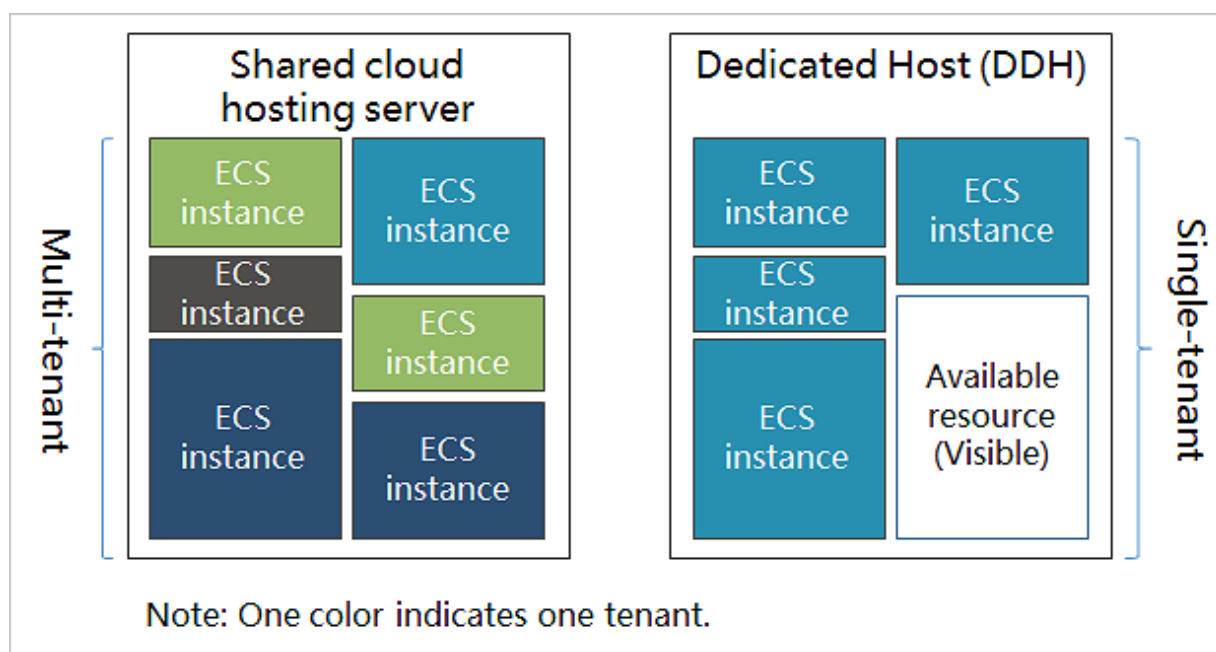 Shared cloud
hosting server
Multi-tenant
ECS
instance
ECS
instance
ECS
instance
ECS
instance
ECS
instance
ECS
instance
Dedicated Host (DDH)
ECS
instance
ECS
instance
ECS
instance
ECS
instance
Available
resource
(Visible)
Single-tenant
Note: One color indicates one tenant.